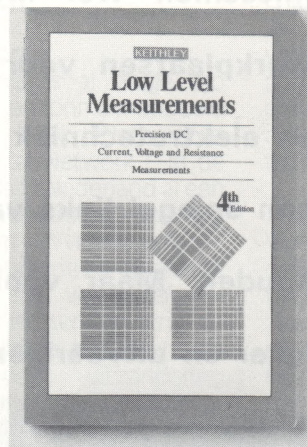 KEITHLEY
Low Level
Measurements
Precision DC
Current, Voltage and Resistance
Measurements
4th
Edition